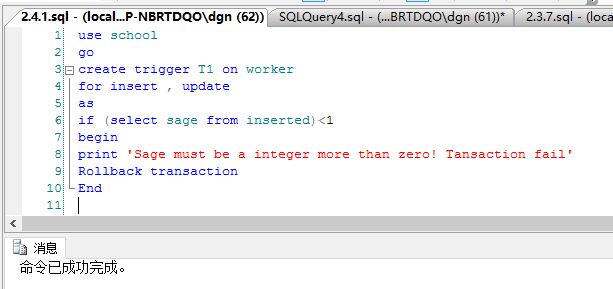 2.4.1.sql - (local...P-NBRTDQO\dgn (62))
SQLQuery4.sql - (...BRTDQO\dgn (61))*
2.3.7.sql - (loca
1 use school
2 go
3 create trigger T1 on worker
4 for insert , update
5 as
6 if (select sage from inserted)<1
7 begin
8 print 'Sage must be a integer more than zero! Tansaction fail'
9 Rollback transaction
10 End
11
消息
命令已成功完成。